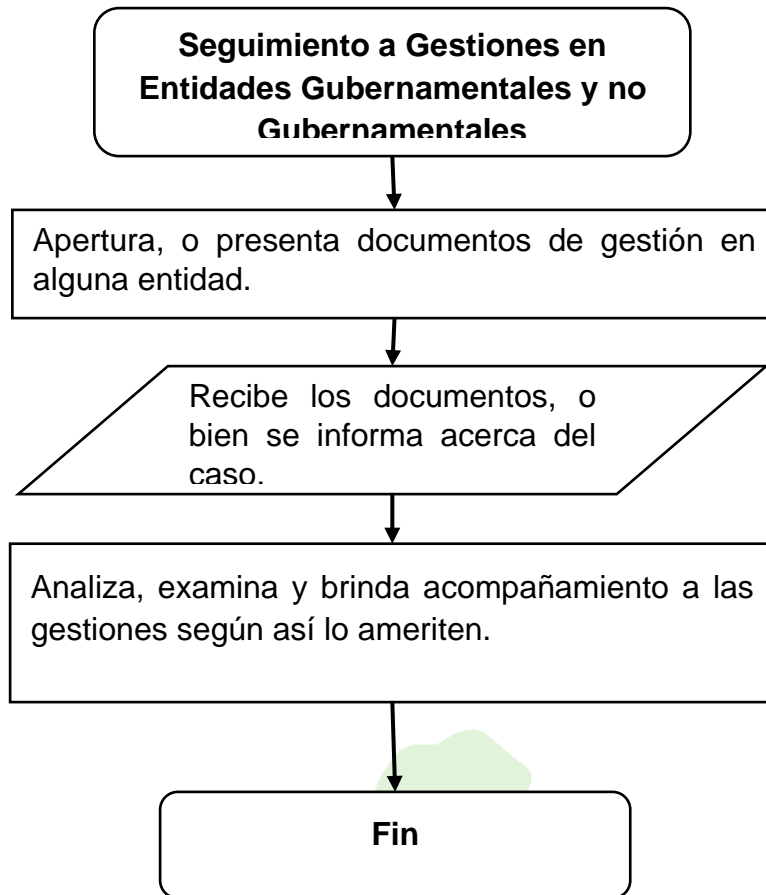 Seguimiento a Gestiones en
Entidades Gubernamentales y no
Gubernamentales
Apertura, o presenta documentos de gestión en
alguna entidad.
Recibe los documentos, o
bien se informa acerca del
caso.
Analiza, examina y brinda acompañamiento a las
gestiones según así lo ameriten.
Fin